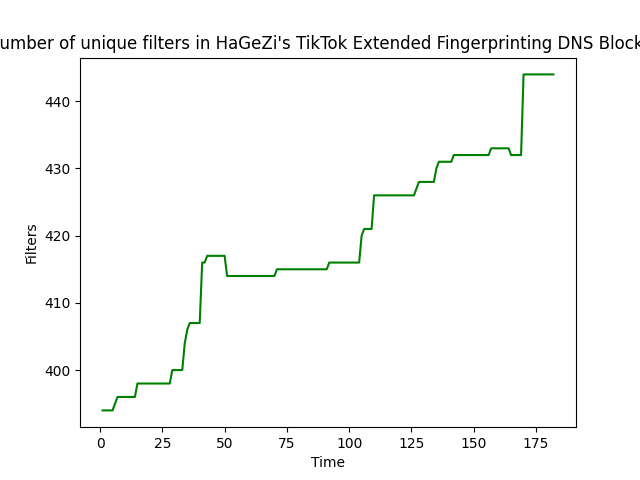 umber of unique filters in HaGeZi's TikTok Extended Fingerprinting DNS Block
440
430
420
410
400
Filters
0 25 50 75 100 125 150 175
Time